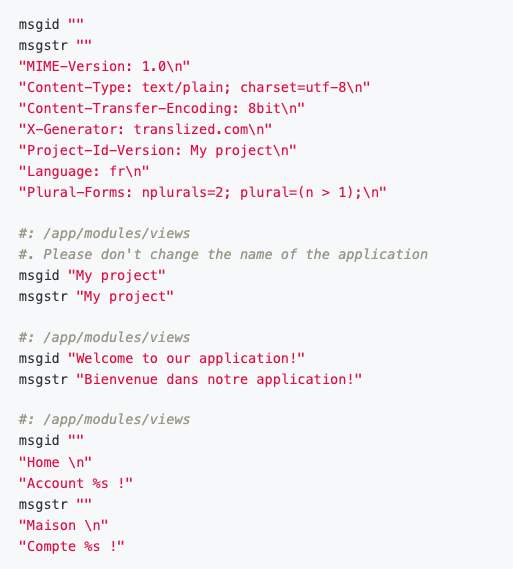 msgid ""
msgstr ""
"MIME-Version: 1.0\n"
"Content-Type: text/plain; charset=utf-8\n"
"Content-Transfer-Encoding: 8bit\n"
"X-Generator: translized.com\n"
"Project-Id-Version: My project\n"
"Language: fr\n"
"Plural-Forms: nplurals=2; plural=(n > 1);\n"

#: /app/modules/views
#. Please don't change the name of the application
msgid "My project"
msgstr "My project"

#: /app/modules/views
msgid "Welcome to our application!"
msgstr "Bienvenue dans notre application!"

#: /app/modules/views
msgid ""
"Home \n"
"Account %s !"
msgstr ""
"Maison \n"
"Compte %s !"